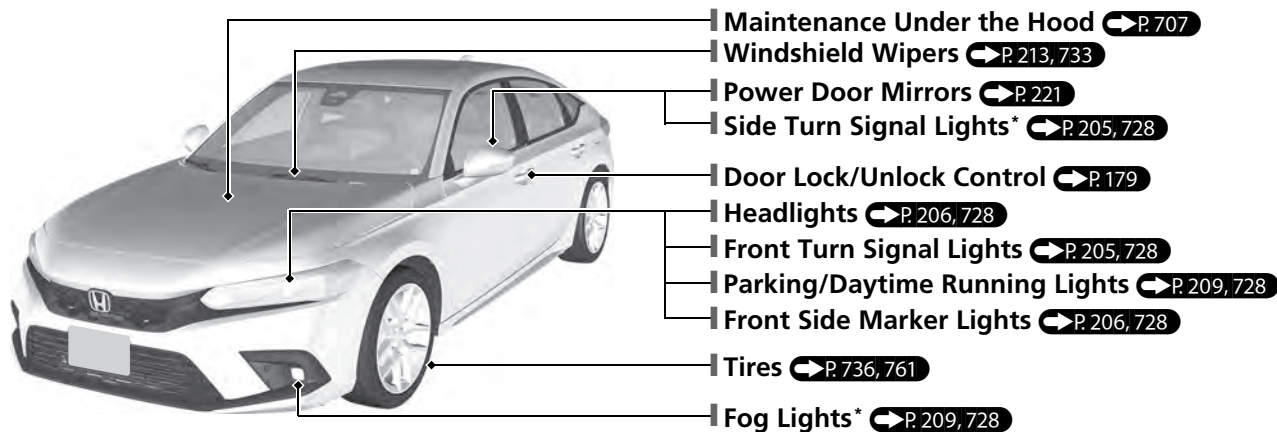 Maintenance Under the Hood P. 707
Windshield Wipers P. 213, 733
Power Door Mirrors P. 221
Side Turn Signal Lights* P. 205, 728
Door Lock/Unlock Control P. 179
Headlights P. 206, 728
Front Turn Signal Lights P. 205, 728
Parking/Daytime Running Lights P. 209, 728
Front Side Marker Lights P. 206, 728
Tires P. 736, 761
Fog Lights* P. 209, 728